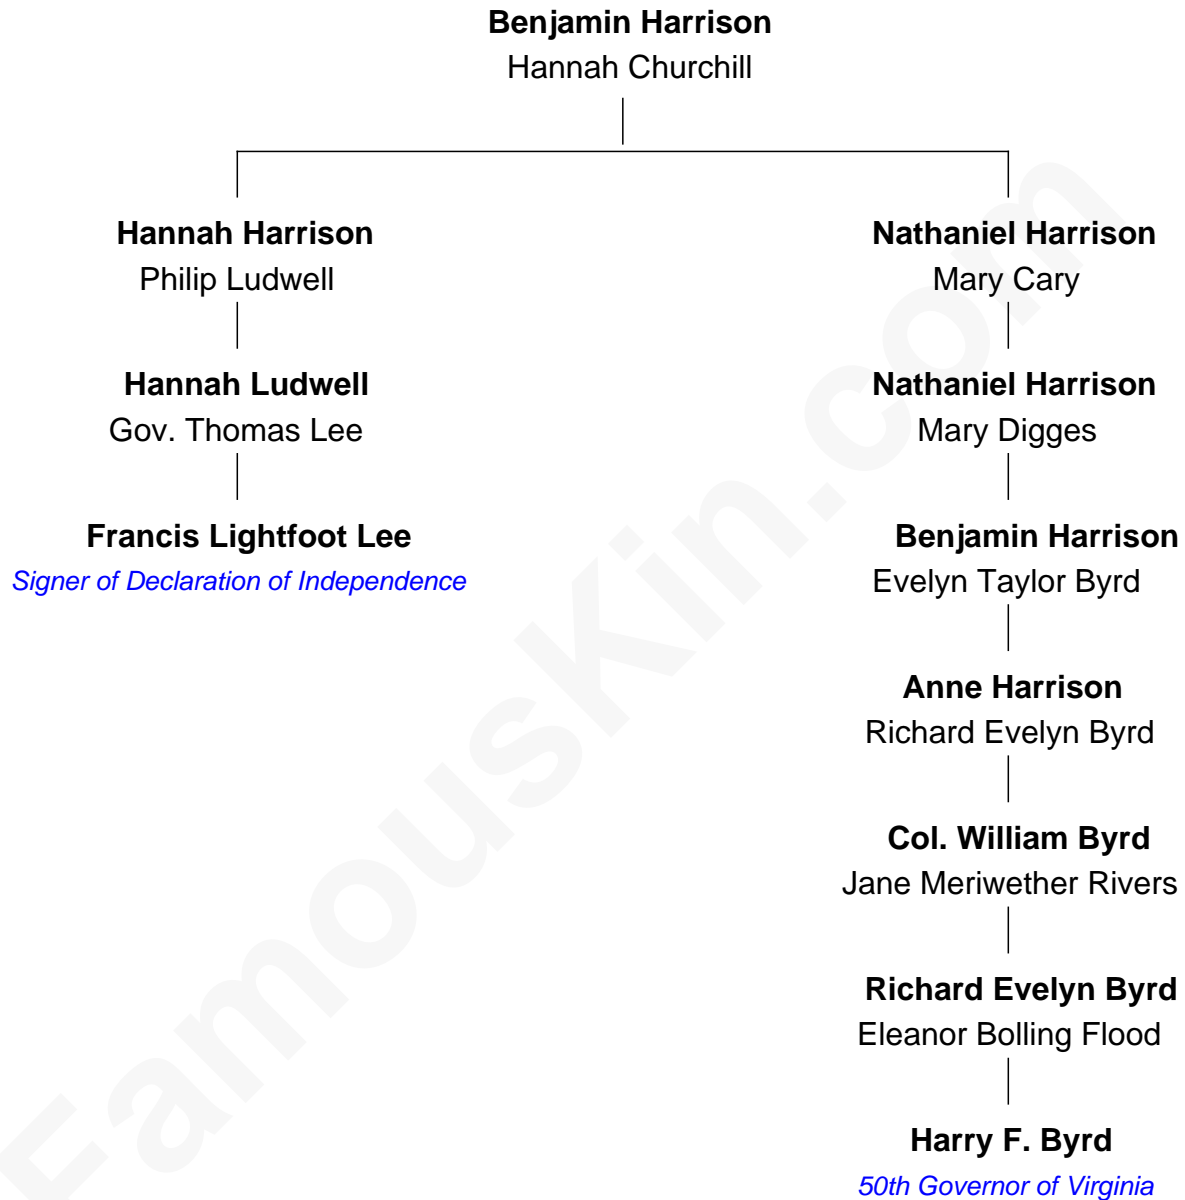 Benjamin Harrison
Hannah Churchill
Hannah Harrison
Philip Ludwell
Hannah Ludwell
Gov. Thomas Lee
Francis Lightfoot Lee
Signer of Declaration of Independence
Nathaniel Harrison
Mary Cary
Nathaniel Harrison
Mary Digges
Benjamin Harrison
Evelyn Taylor Byrd
Anne Harrison
Richard Evelyn Byrd
Col. William Byrd
Jane Meriwether Rivers
Richard Evelyn Byrd
Eleanor Bolling Flood
Harry F. Byrd
50th Governor of Virginia
FamousKin.com